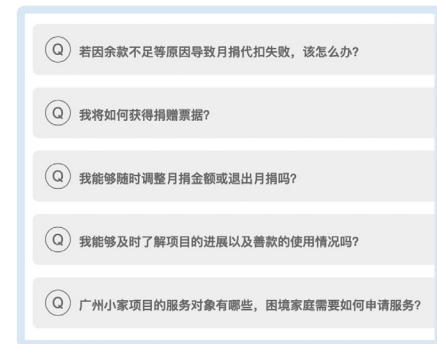 Q 若因余款不足等原因导致月捐代扣失败，该怎么办？
Q 我将如何获得捐赠票据？
Q 我能够随时调整月捐金额或退出月捐吗？
Q 我能够及时了解项目的进展以及善款的使用情况吗？
Q 广州小家项目的服务对象有哪些，困境家庭需要如何申请服务？